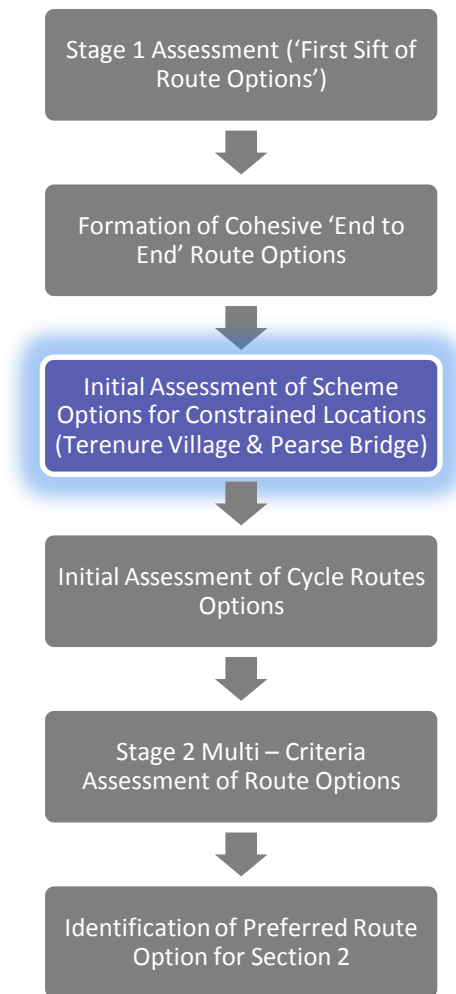 Stage 1 Assessment (‘First Sift of
Route Options’)
Formation of Cohesive ‘End to
End’ Route Options
Initial Assessment of Scheme
Options for Constrained Locations
(Terenure Village & Pearse Bridge)
Initial Assessment of Cycle Routes
Options
Stage 2 Multi – Criteria
Assessment of Route Options
Identification of Preferred Route
Option for Section 2